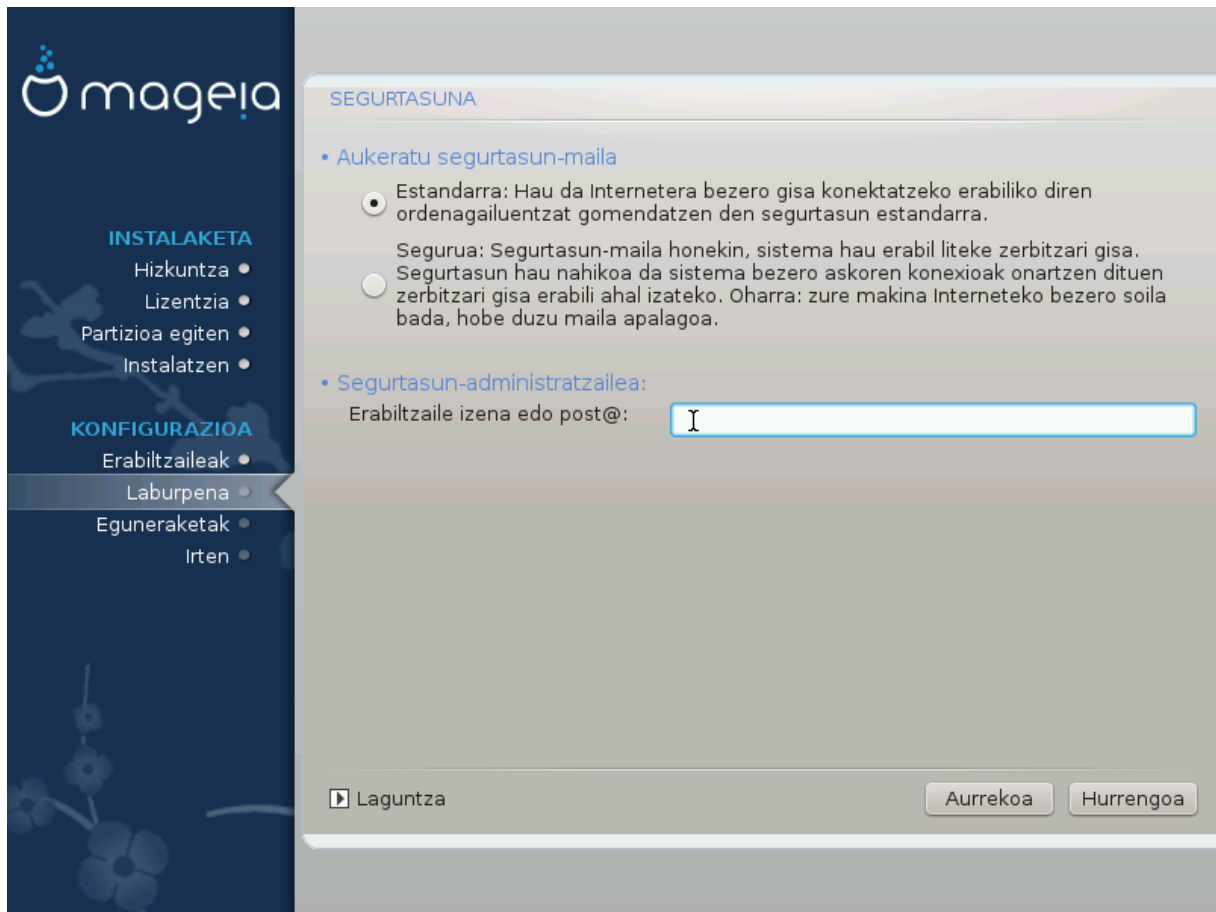 mageia
INSTALAKETA
Hizkuntza
Lizentzia
Partizioa egiten
Instalatzen
KONFIGURAZIOA
Erabiltzaileak
Laburpena
Eguneraketak
Irten
SEGURTASUNA
• Aukeratu segurtasun-maila
Estandarra: Hau da Internetera bezero gisa konektatzeko erabiliko diren
ordenagailuentzat gomendatzen den segurtasun estandarra.
Segurua: Segurtasun-maila honekin, sistema hau erabil liteke zerbitzari gisa.
Segurtasun hau nahikoa da sistema bezero askoren konexioak onartzen dituen
zerbitzari gisa erabili ahal izateko. Oharra: zure makina Interneteko bezero soila
bada, hobe duzu maila apalagoa.
• Segurtasun-administratzailea:
Erabiltzaile izena edo post@:
Laguntza
Aurrekoa
Hurrengoa